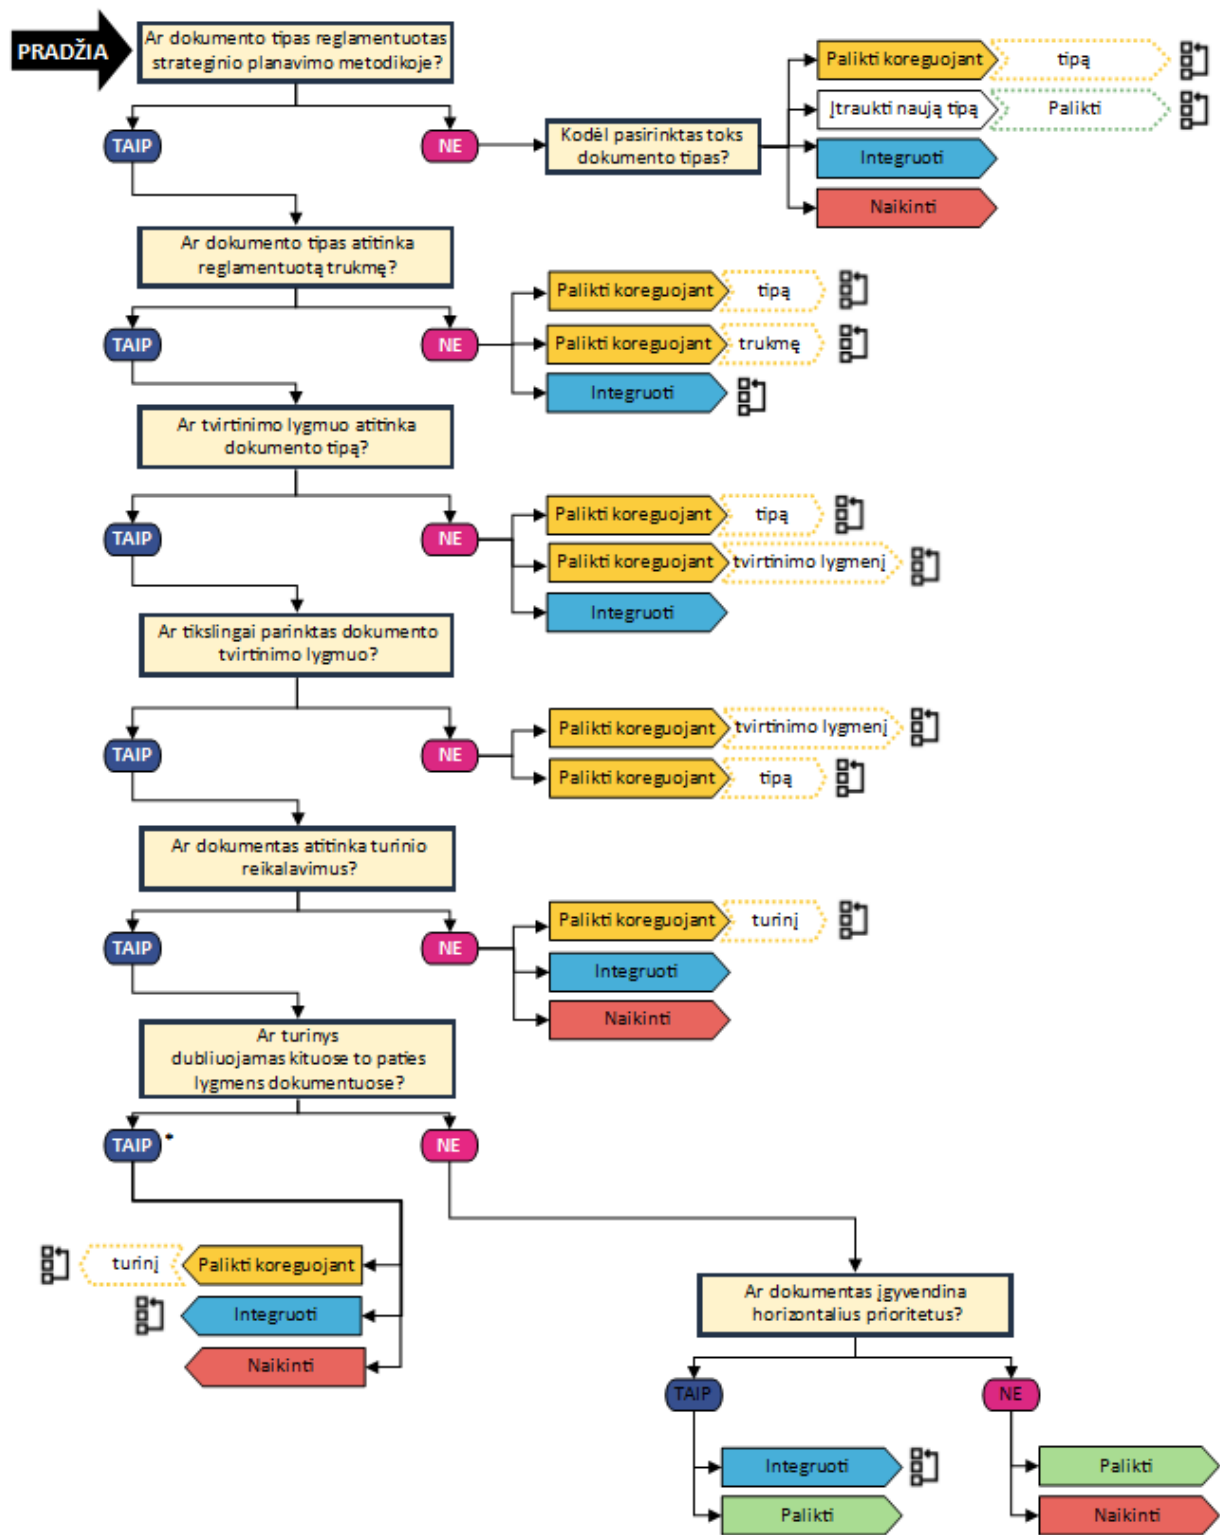 PRADŽIA
Ar dokumento tipas reglamentuotas
strateginio planavimo metodikoje?
TAIP
NE
Kodėl pasirinktas toks
dokumento tipas?
Palikti koreguojant
tipą
Įtraukti naują tipą
Palikti
Integruoti
Naikinti
Ar dokumento tipas atitinka
reglamentuotą trukmę?
TAIP
NE
Palikti koreguojant
tipą
Palikti koreguojant
trukmę
Integruoti
Ar tvirtinimo lygmuo atitinka
dokumento tipą?
TAIP
NE
Palikti koreguojant
tipą
Palikti koreguojant
tvirtinimo lygmenį
Integruoti
Ar tikslingai parinktas dokumento
tvirtinimo lygmuo?
TAIP
NE
Palikti koreguojant
tvirtinimo lygmenį
Palikti koreguojant
tipą
Ar dokumentas atitinka turinio
reikalavimus?
TAIP
NE
Palikti koreguojant
turinį
Integruoti
Naikinti
Ar turinys
dubliuojamas kituose to paties
lygmens dokumentuose?
TAIP *
NE
turinį
Palikti koreguojant
Integruoti
Naikinti
Ar dokumentas įgyvendina
horizontalius prioritetus?
TAIP
NE
Integruoti
Palikti
Palikti
Naikinti